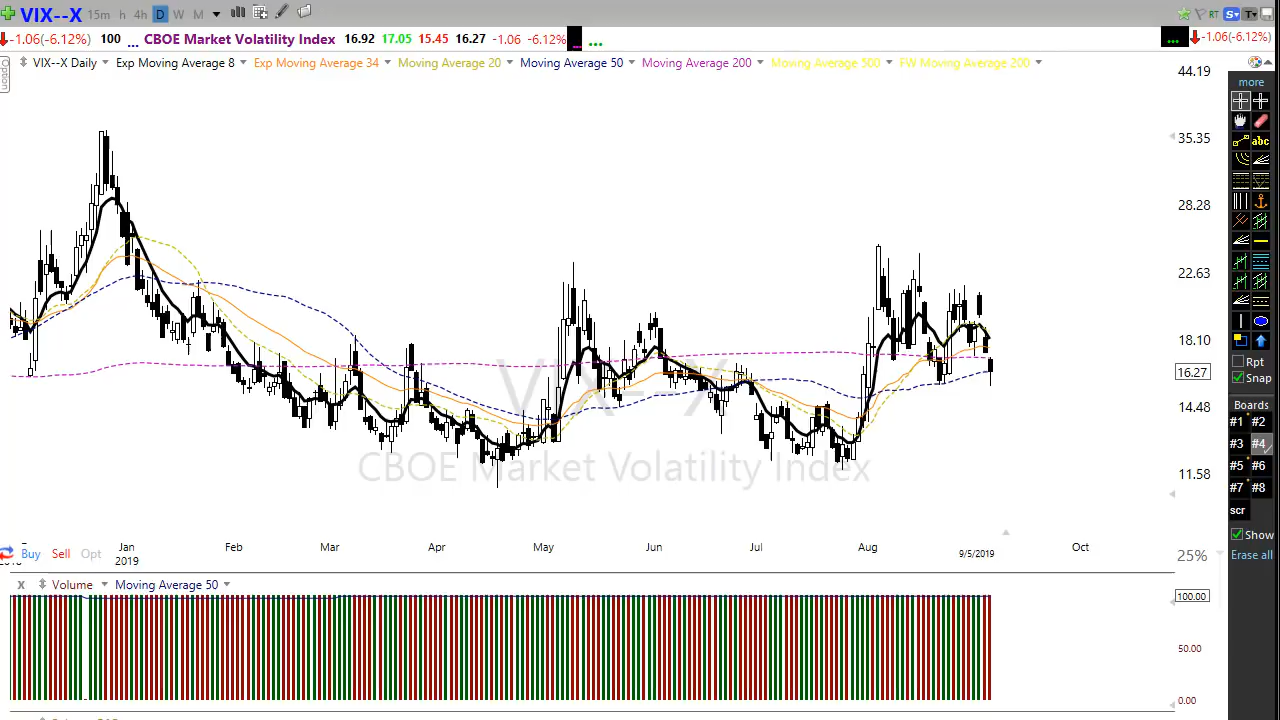 VIX--X 15m h 4h D W M RT S T
-1.06(-6.12%) 100 ... CBOE Market Volatility Index 16.92 17.05 15.45 16.27 -1.06 -6.12% ... ... -1.06(-6.12%)
Option
VIX--X Daily Exp Moving Average 8 Exp Moving Average 34 Moving Average 20 Moving Average 50 Moving Average 200 Moving Average 500 FW Moving Average 200
44.19
35.35
28.28
22.63
18.10
16.27
14.48
11.58
VIX--X
CBOE Market Volatility Index
Buy Sell Opt
Jan Feb Mar Apr May Jun Jul Aug 9/5/2019 Oct
2019
25%
X Volume Moving Average 50
100.00
50.00
0.00
more
abc
Rpt
Snap
Boards
#1 #2
#3 #4
#5 #6
#7 #8
scr
Show
Erase all